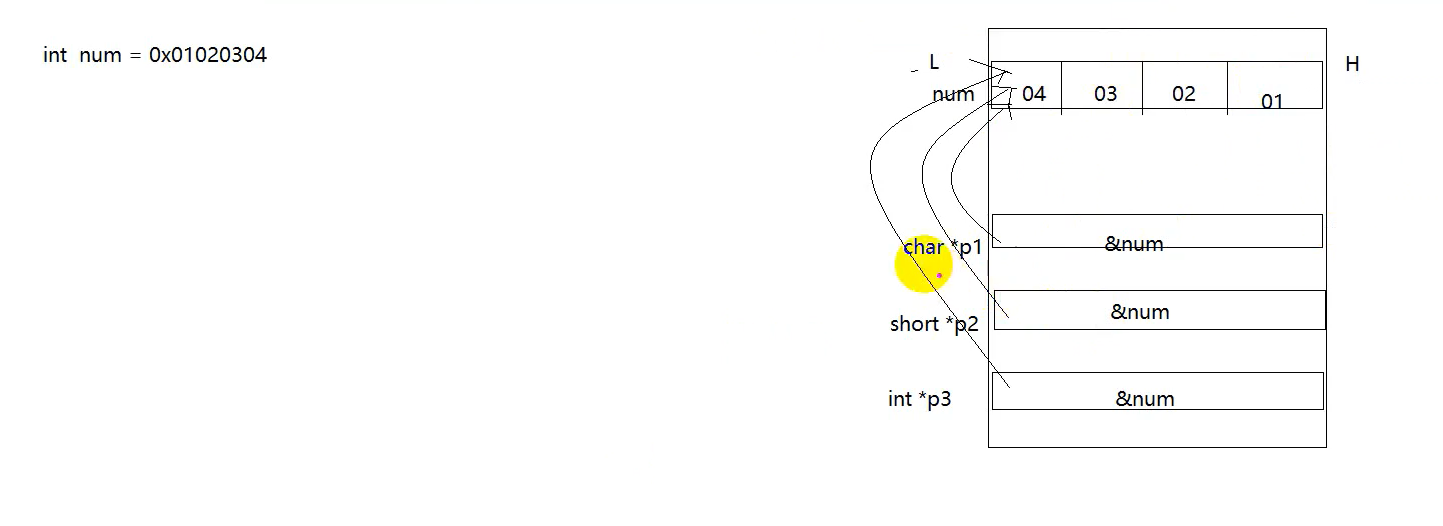 int num = 0x01020304
L
H
num
04 03 02 01
char *p1
&num
short *p2
&num
int *p3
&num